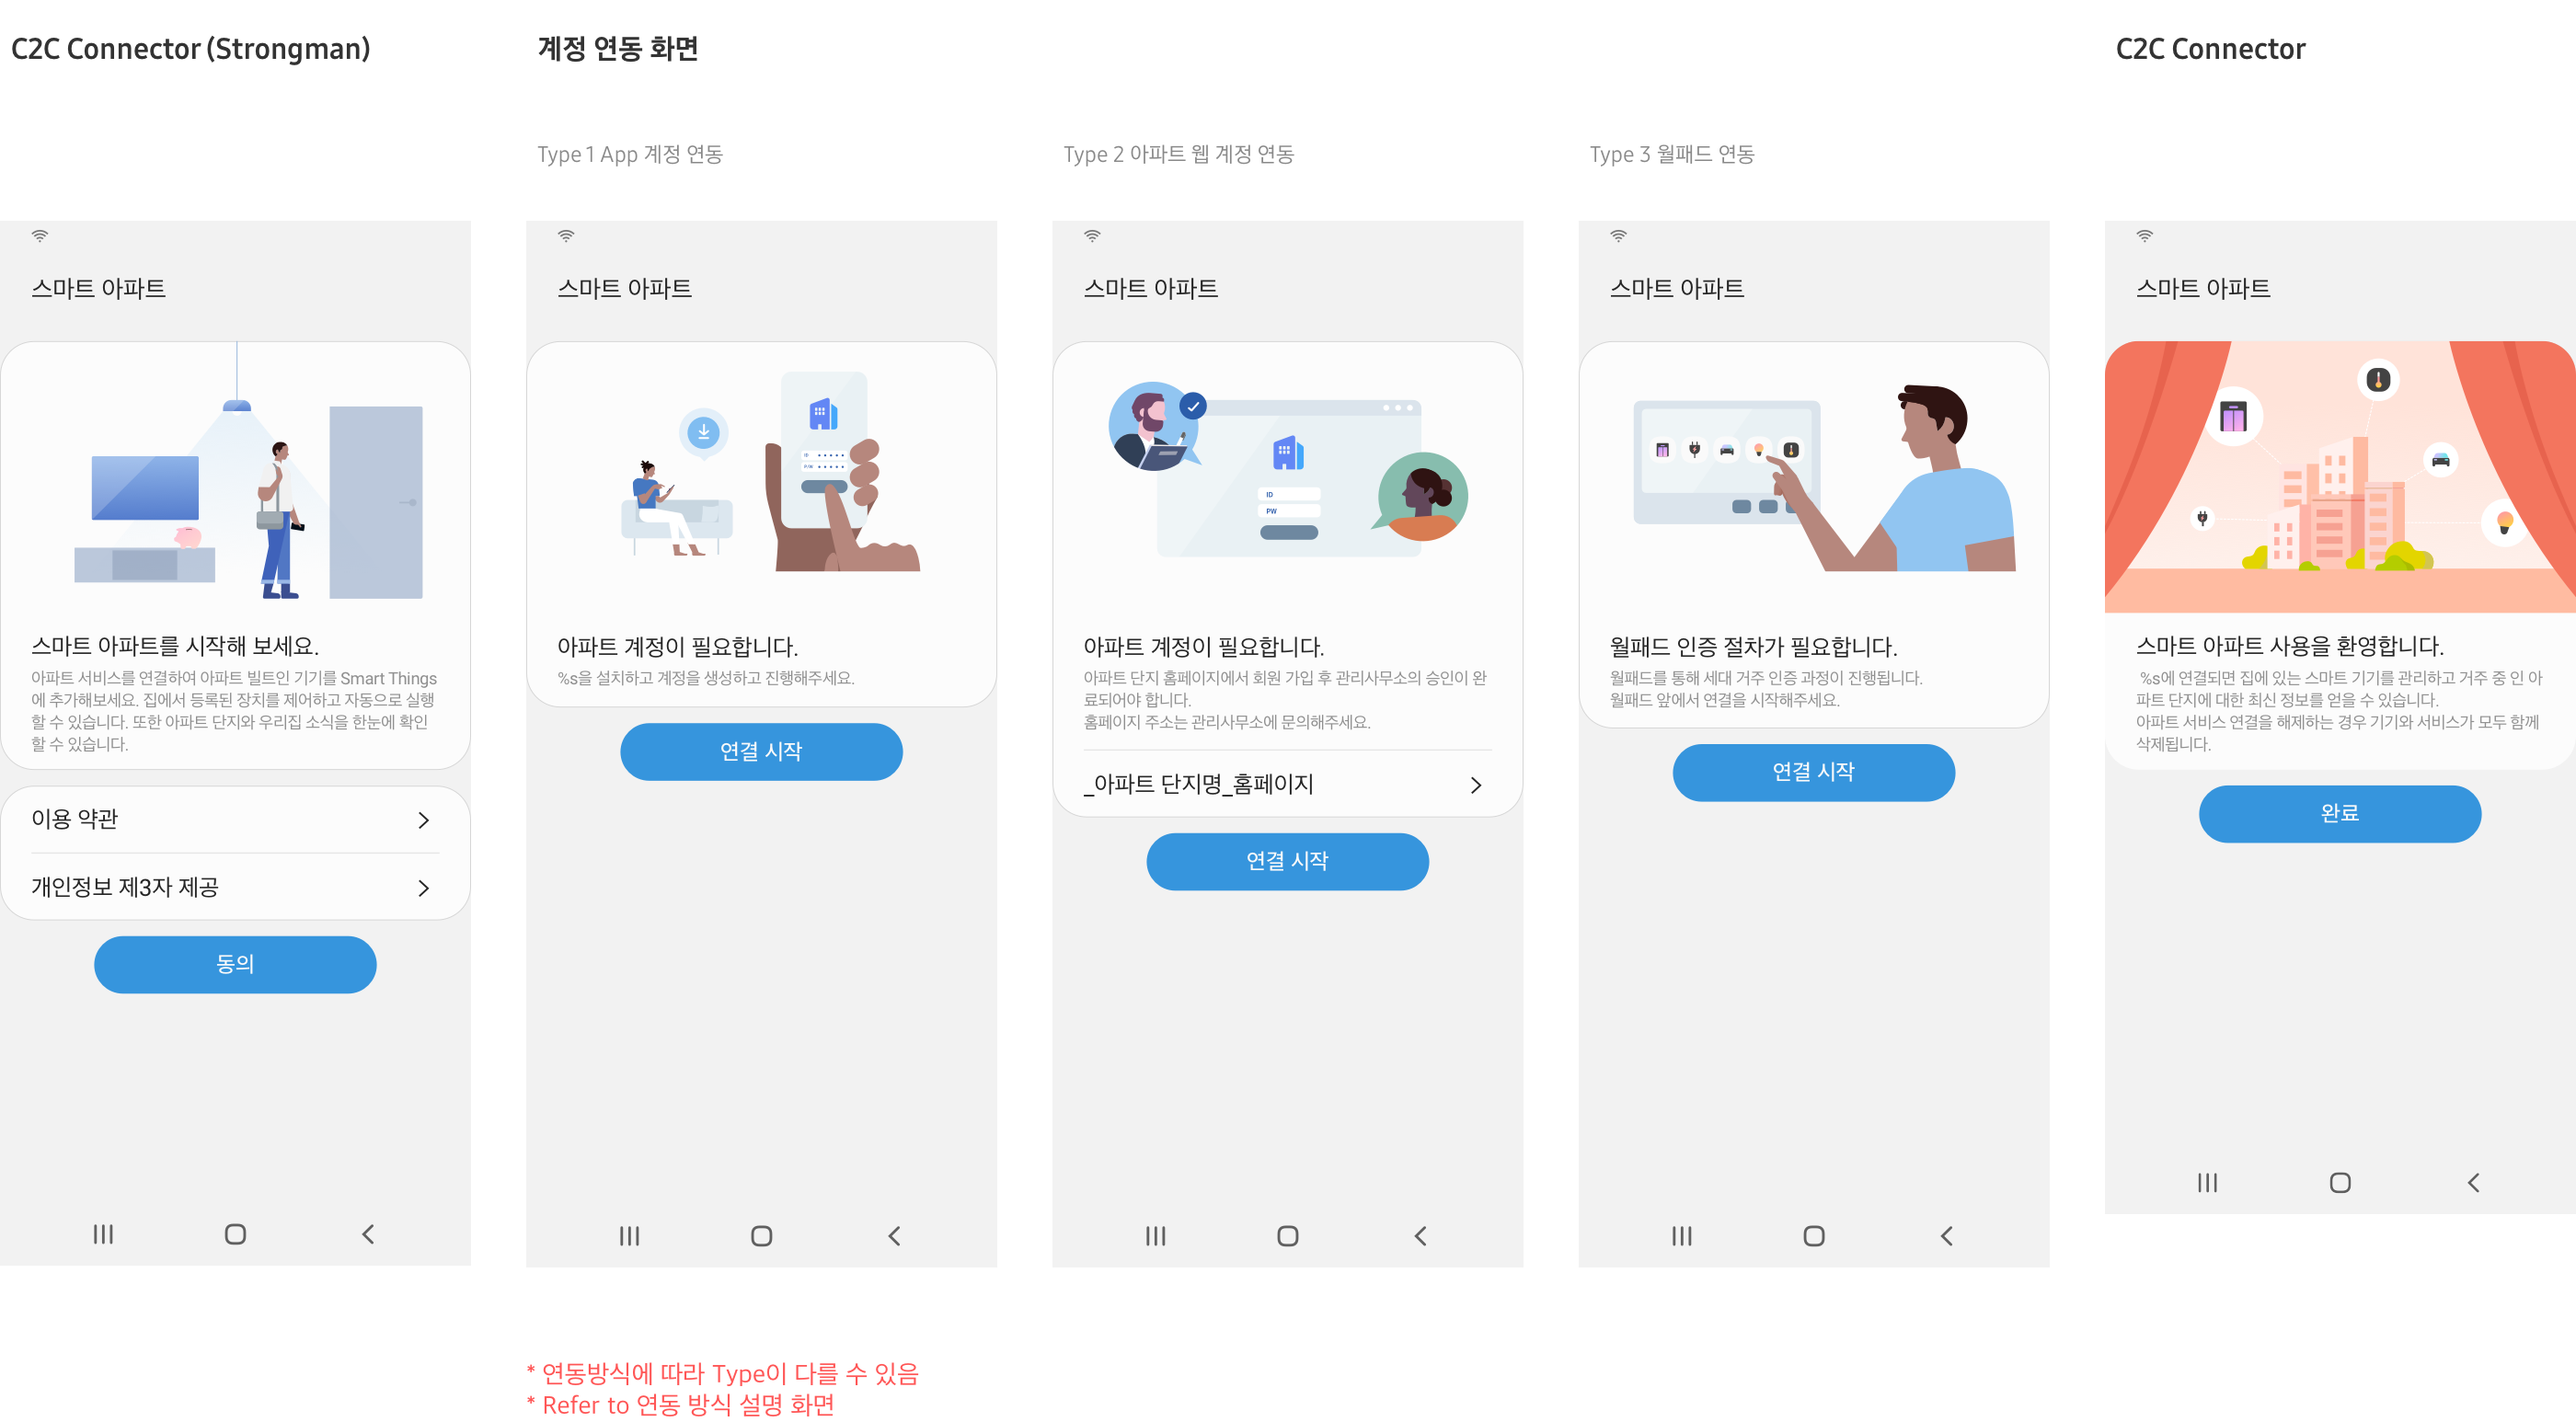 C2C Connector (Strongman)
계정 연동 화면
C2C Connector
Type 1 App 계정 연동
Type 2 아파트 웹 계정 연동
Type 3 월패드 연동
스마트 아파트
스마트 아파트를 시작해 보세요.
아파트 서비스를 연결하여 아파트 빌트인 기기를 Smart Things
에 추가해보세요. 집에서 등록된 장치를 제어하고 자동으로 실행
할 수 있습니다. 또한 아파트 단지와 우리집 소식을 한눈에 확인
할 수 있습니다.
이용 약관
개인정보 제3자 제공
동의
스마트 아파트
ID
P/W
아파트 계정이 필요합니다.
%s을 설치하고 계정을 생성하고 진행해주세요.
연결 시작
스마트 아파트
ID
PW
아파트 계정이 필요합니다.
아파트 단지 홈페이지에서 회원 가입 후 관리사무소의 승인이 완
료되어야 합니다.
홈페이지 주소는 관리사무소에 문의해주세요.
_아파트 단지명_홈페이지
연결 시작
스마트 아파트
월패드 인증 절차가 필요합니다.
월패드를 통해 세대 거주 인증 과정이 진행됩니다.
월패드 앞에서 연결을 시작해주세요.
연결 시작
스마트 아파트
스마트 아파트 사용을 환영합니다.
%s에 연결되면 집에 있는 스마트 기기를 관리하고 거주 중 인 아
파트 단지에 대한 최신 정보를 얻을 수 있습니다.
아파트 서비스 연결을 해제하는 경우 기기와 서비스가 모두 함께
삭제됩니다.
완료
* 연동방식에 따라 Type이 다를 수 있음
* Refer to 연동 방식 설명 화면